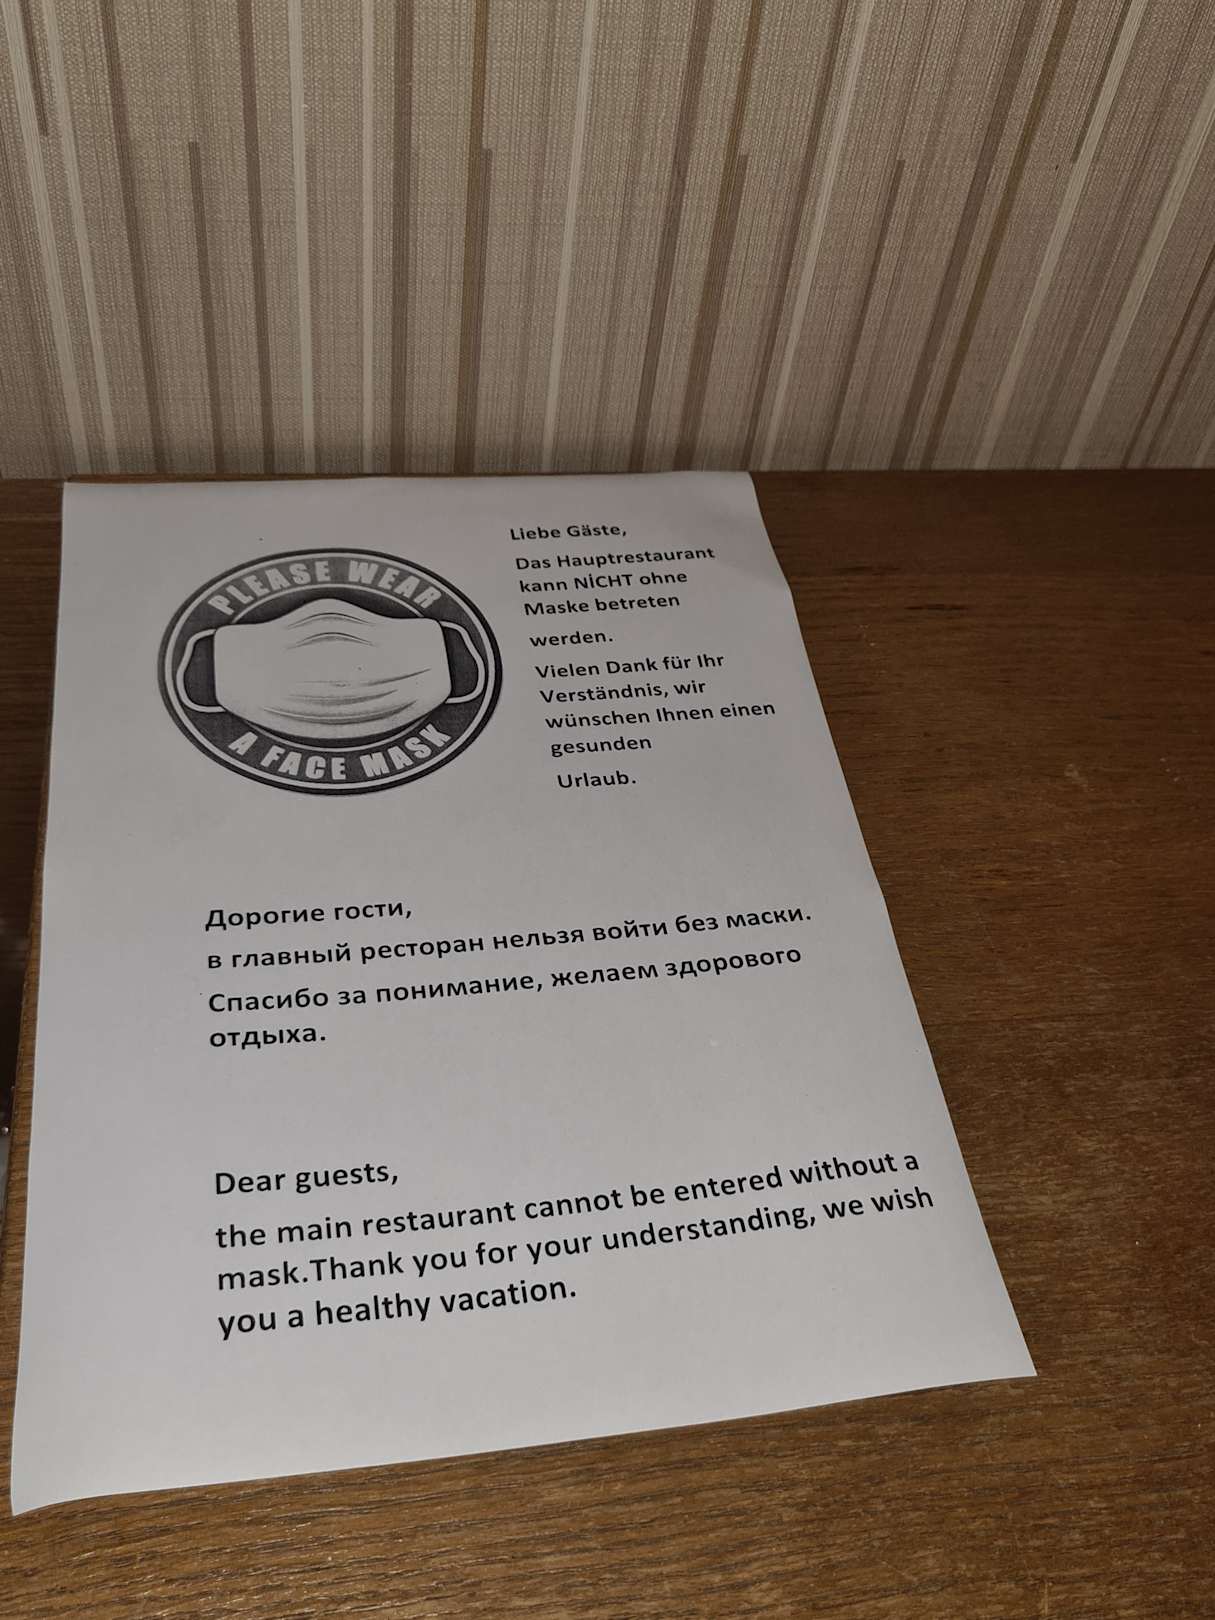 PLEASE WEAR
A FACE MASK
Liebe Gäste,
Das Hauptrestaurant
kann NİCHT ohne
Maske betreten
werden.
Vielen Dank für Ihr
Verständnis, wir
wünschen Ihnen einen
gesunden
Urlaub.
Дорогие гости,
в главный ресторан нельзя войти без маски.
Спасибо за понимание, желаем здорового
отдыха.
Dear guests,
the main restaurant cannot be entered without a
mask.Thank you for your understanding, we wish
you a healthy vacation.